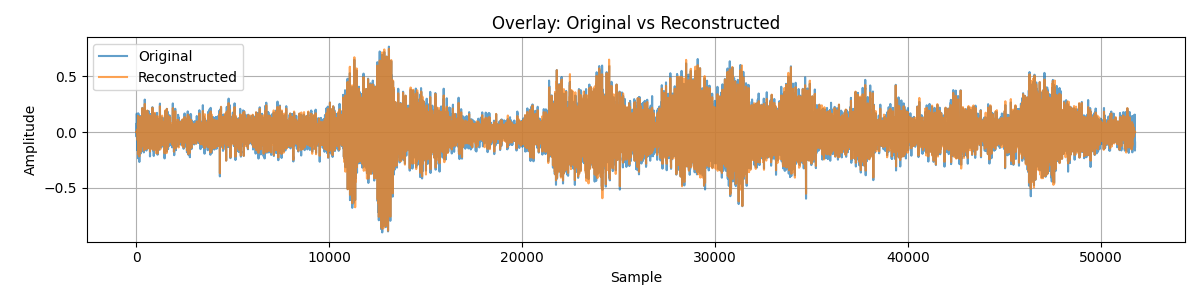 Overlay: Original vs Reconstructed
Original
Reconstructed
Amplitude
0.5
0.0
−0.5
0 10000 20000 30000 40000 50000
Sample